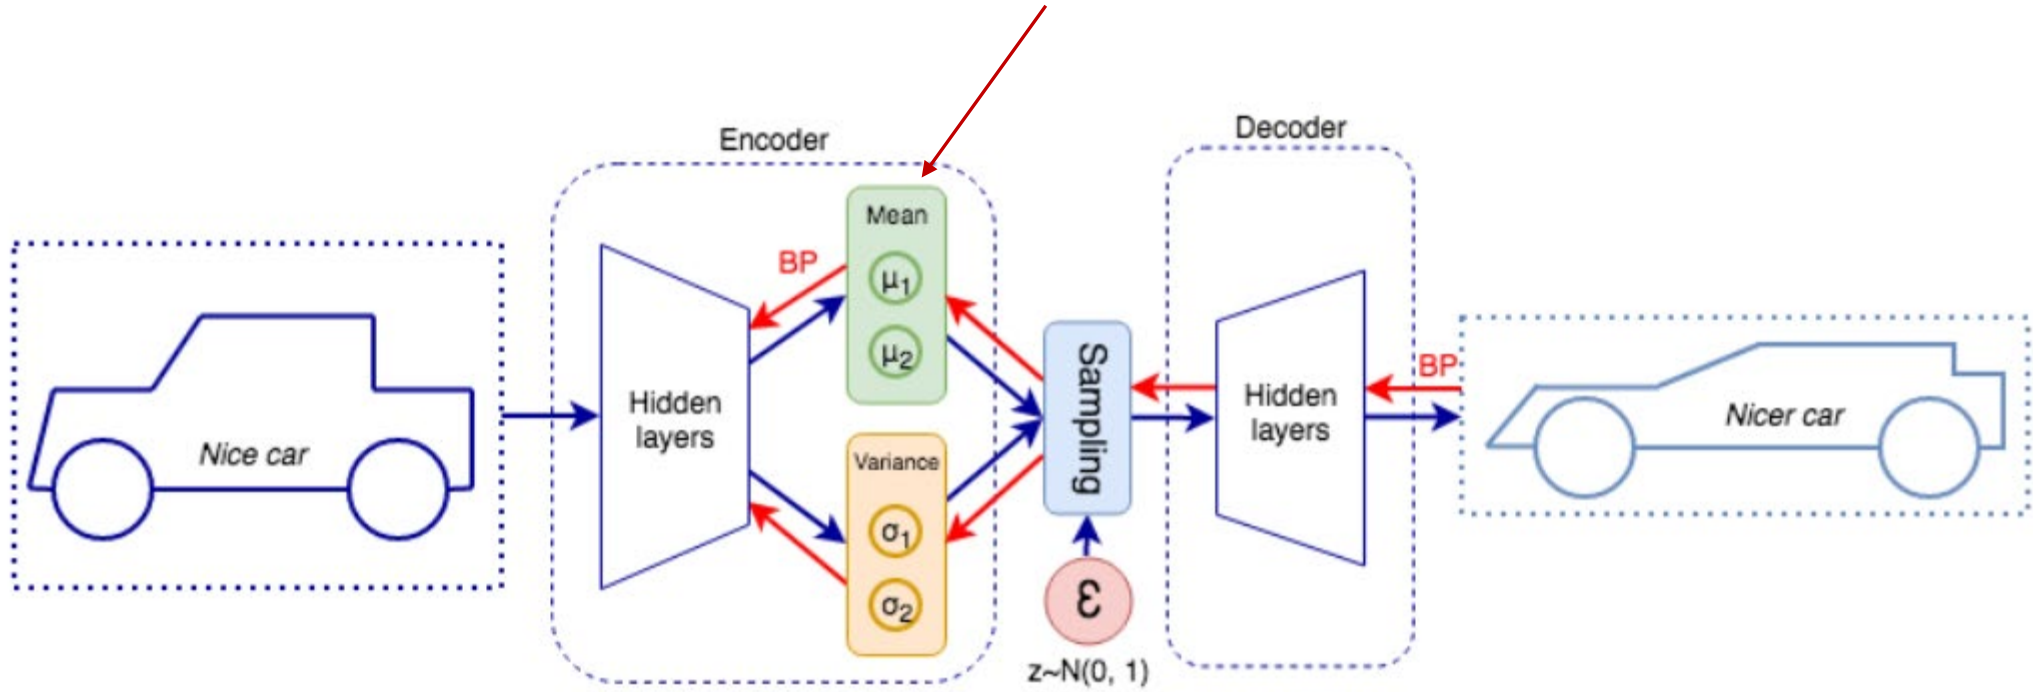 Encoder
Decoder
Mean
BP
μ1
μ2
BP
Hidden
layers
Sampling
Hidden
layers
Nice car
Nicer car
Variance
σ1
σ2
ε
z~N(0, 1)